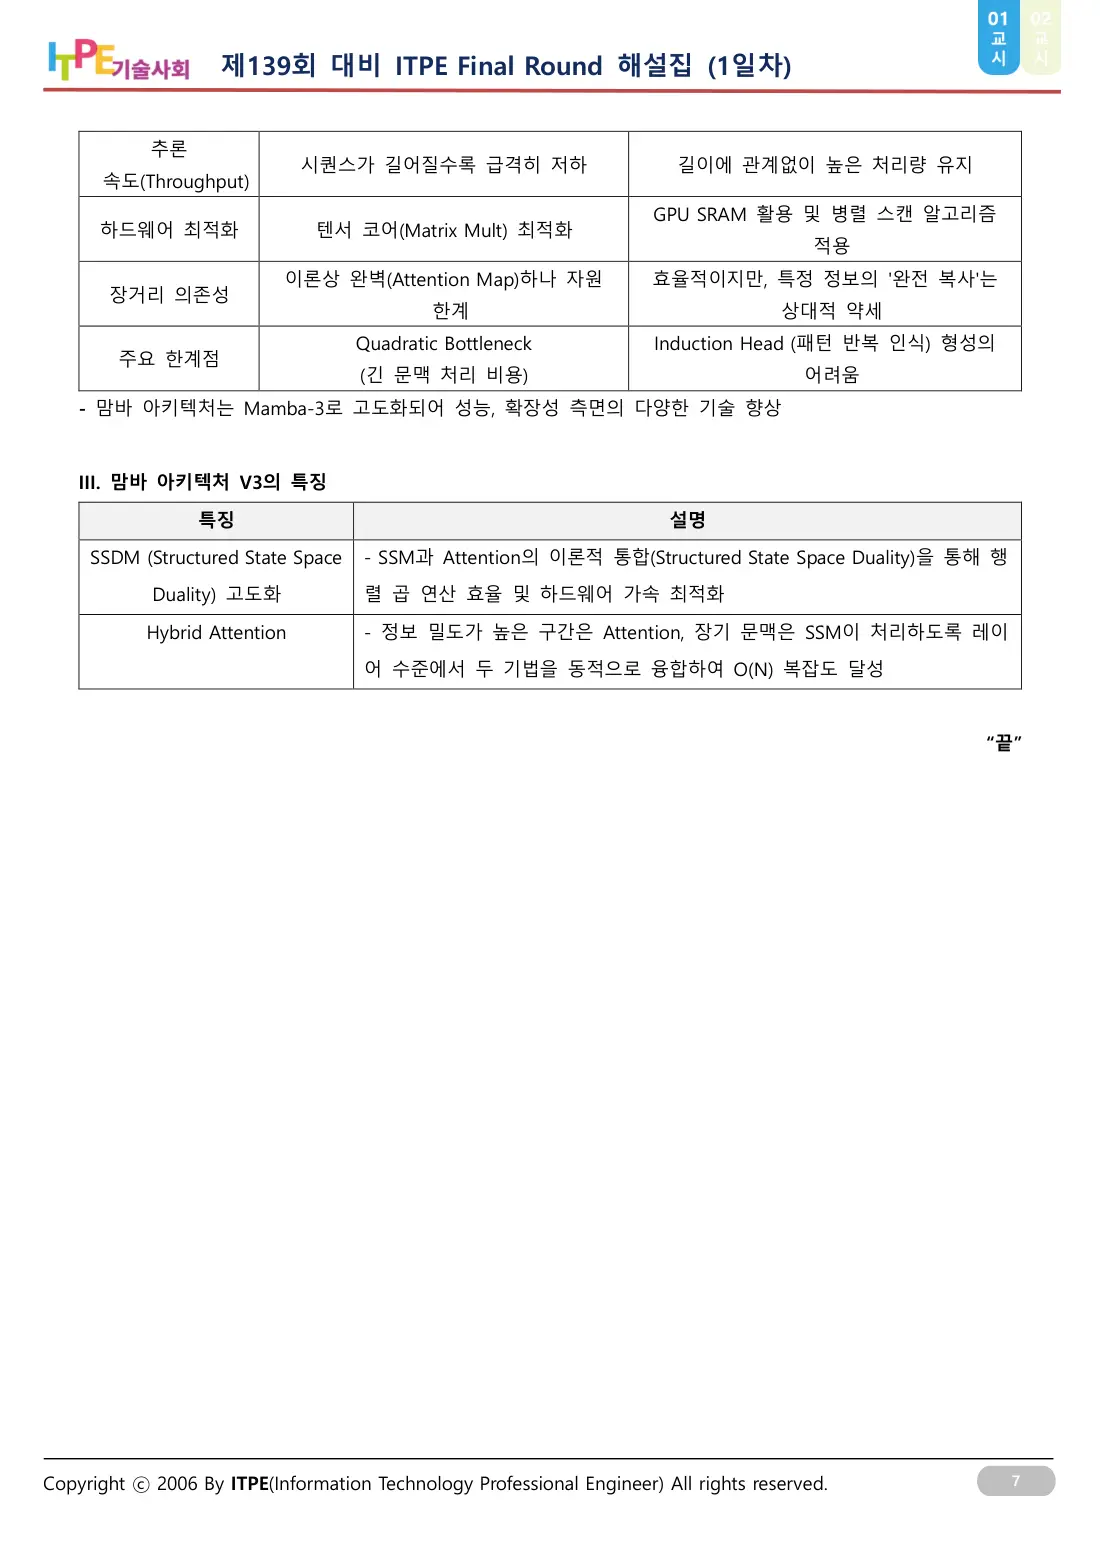 ITPE기술사회 제139회 대비 ITPE Final Round 해설집 (1일차)
01 교 시
02 교 시
추론
속도(Throughput)
시퀀스가 길어질수록 급격히 저하
길이에 관계없이 높은 처리량 유지
하드웨어 최적화
텐서 코어(Matrix Mult) 최적화
GPU SRAM 활용 및 병렬 스캔 알고리즘
적용
장거리 의존성
이론상 완벽(Attention Map)하나 자원
한계
효율적이지만, 특정 정보의 '완전 복사'는
상대적 약세
주요 한계점
Quadratic Bottleneck
(긴 문맥 처리 비용)
Induction Head (패턴 반복 인식) 형성의
어려움
- 맘바 아키텍처는 Mamba-3로 고도화되어 성능, 확장성 측면의 다양한 기술 향상
III. 맘바 아키텍처 V3의 특징
특징
설명
SSDM (Structured State Space
Duality) 고도화
- SSM과 Attention의 이론적 통합(Structured State Space Duality)을 통해 행
렬 곱 연산 효율 및 하드웨어 가속 최적화
Hybrid Attention
- 정보 밀도가 높은 구간은 Attention, 장기 문맥은 SSM이 처리하도록 레이
어 수준에서 두 기법을 동적으로 융합하여 O(N) 복잡도 달성
“끝”
Copyright ⓒ 2006 By ITPE(Information Technology Professional Engineer) All rights reserved.
7